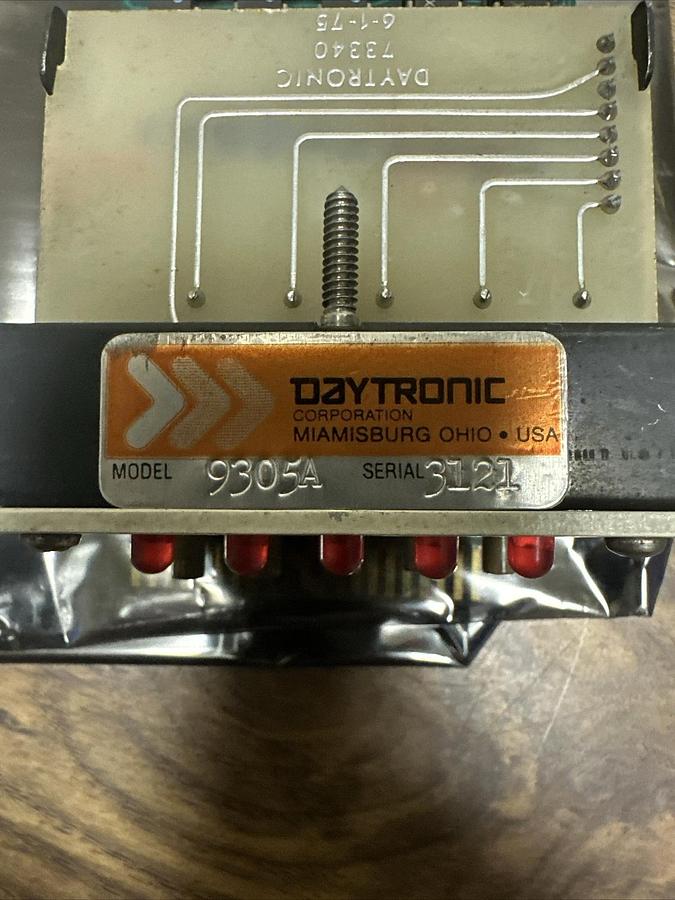 6-1-75
73340
DAYTRONIC
DAYTRONIC
CORPORATION
MIAMISBURG OHIO • USA
MODEL 9305A SERIAL 3121